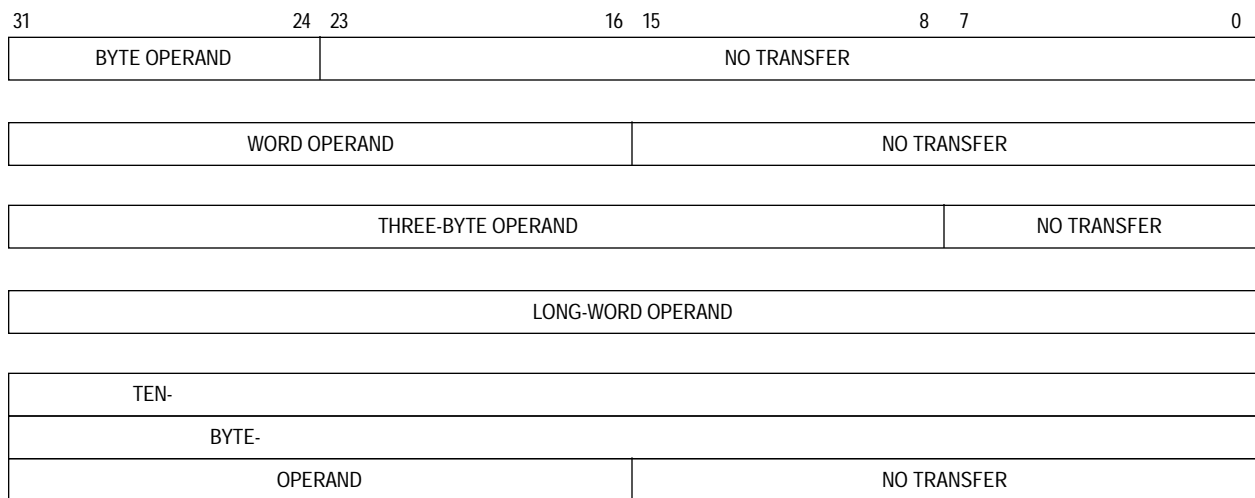 31 24 23 16 15 8 7 0
BYTE OPERAND NO TRANSFER
WORD OPERAND NO TRANSFER
THREE-BYTE OPERAND NO TRANSFER
LONG-WORD OPERAND
TEN-
BYTE-
OPERAND NO TRANSFER